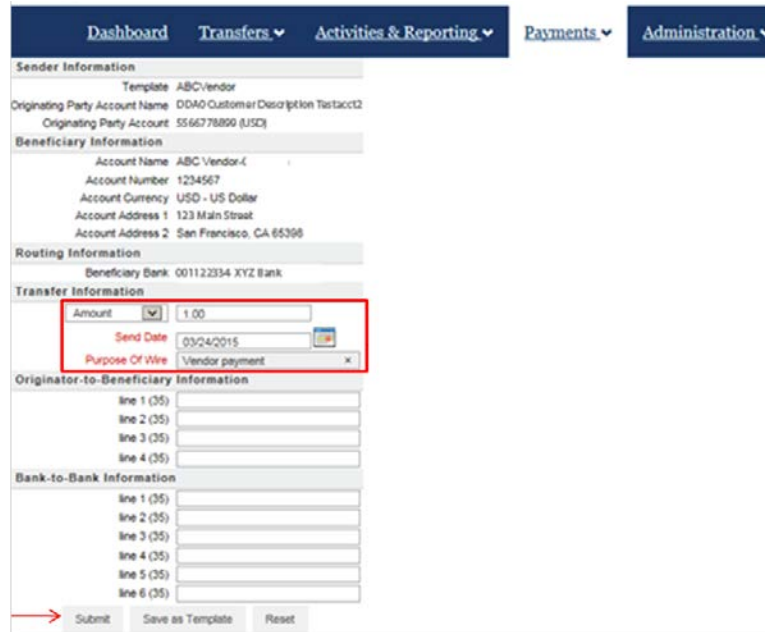 Dashboard Transfers Activities & Reporting Payments Administration
Sender Information
Template ABCVendor
Originating Party Account Name DDA0 Customer Description Testacct2
Originating Party Account 5566778899 (USD)
Beneficiary Information
Account Name ABC Vendor-
Account Number 1234567
Account Currency USD - US Dollar
Account Address 1 123 Main Street
Account Address 2 San Francisco, CA 65398
Routing Information
Beneficiary Bank 001122334 XYZ Bank
Transfer Information
Amount 1.00
Send Date 03/24/2015
Purpose Of Wire Vendor payment ×
Originator-to-Beneficiary Information
line 1 (35)
line 2 (35)
line 3 (35)
line 4 (35)
Bank-to-Bank Information
line 1 (35)
line 2 (35)
line 3 (35)
line 4 (35)
line 5 (35)
line 6 (35)
Submit Save as Template Reset